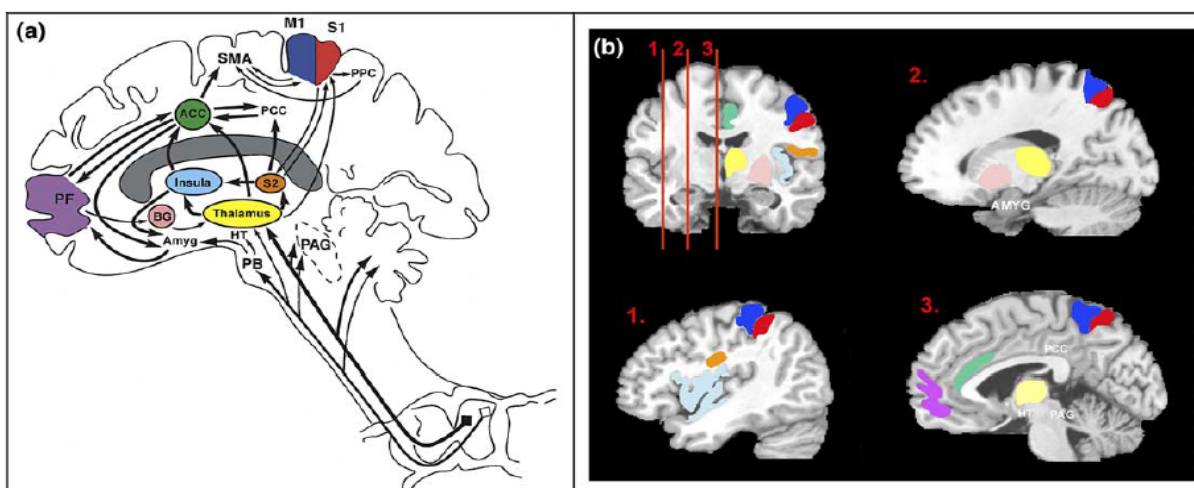 (a)
M1 S1
SMA
PPC
ACC
PCC
PF
Insula
S2
BG
Thalamus
HT
Amyg
PAG
PB
(b)
1 2 3
2.
AMYG
1.
3.
PCC
HT
PAG